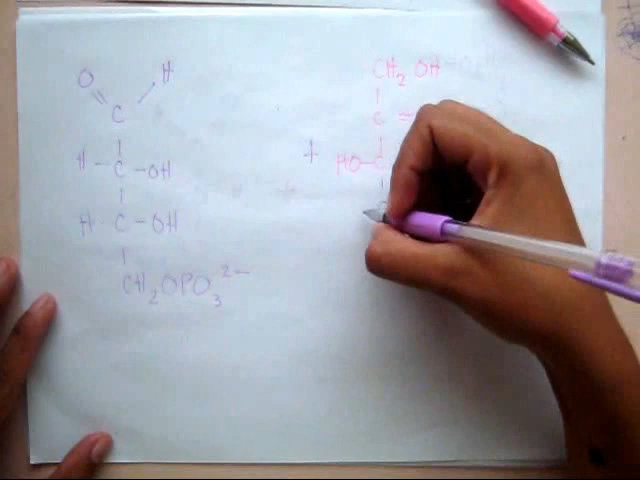 O H
C
H - C - OH
H C - OH
CH2OPO3 2-
+
CH2 OH
C =
HO - C